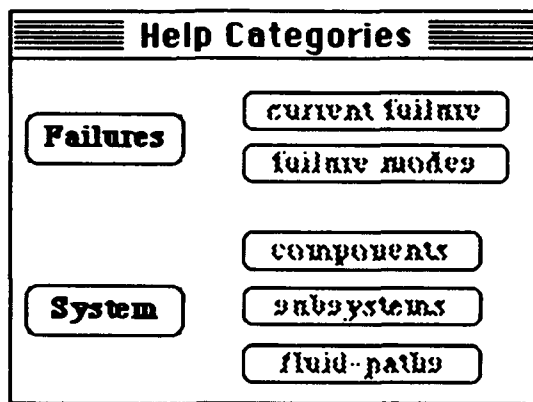 Help Categories
Failures
current failure
failure modes
System
components
subsystems
fluid-paths